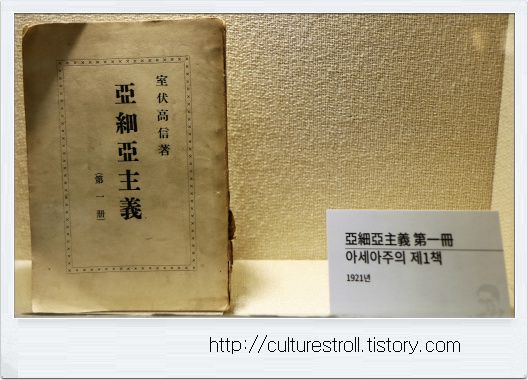 室伏高信著
亞細亞主義
(第一册)
亞細亞主義 第一冊
아세아주의 제1책
1921년
http://culturestroll.tistory.com